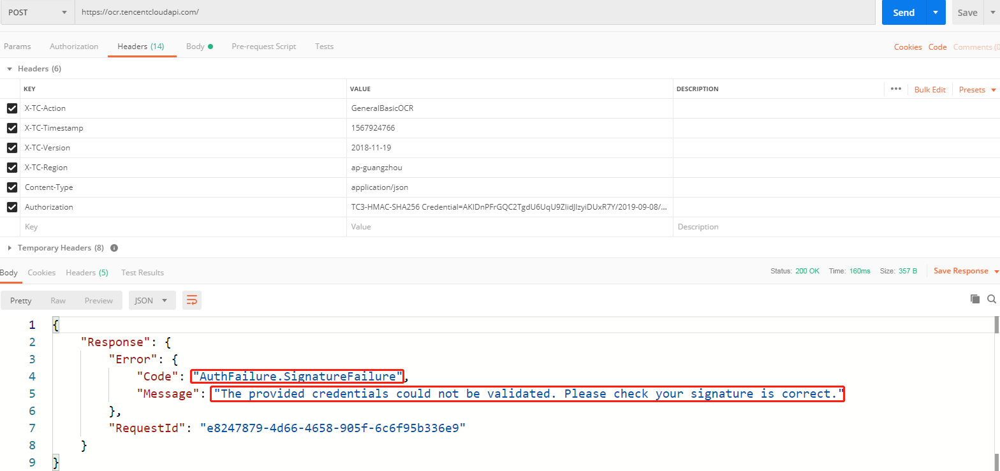 POST https://ocr.tencentcloudapi.com/ Send Save
Params Authorization Headers (14) Body Pre-request Script Tests Cookies Code Comments (0
Headers (6)
KEY VALUE DESCRIPTION ••• Bulk Edit Presets
X-TC-Action GeneralBasicOCR
X-TC-Timestamp 1567924766
X-TC-Version 2018-11-19
X-TC-Region ap-guangzhou
Content-Type application/json
Authorization TC3-HMAC-SHA256 Credential=AKIDnPFrGQC2TgdU6UqU9ZlidJIzyiDUxR7Y/2019-09-08/...
Key Value Description
Temporary Headers (8) i
Body Cookies Headers (5) Test Results Status: 200 OK Time: 160ms Size: 357 B Save Response
Pretty Raw Preview JSON
1 {
2 "Response": {
3 "Error": {
4 "Code": "AuthFailure.SignatureFailure",
5 "Message": "The provided credentials could not be validated. Please check your signature is correct."
6 },
7 "RequestId": "e8247879-4d66-4658-905f-6c6f95b336e9"
8 }
9 }